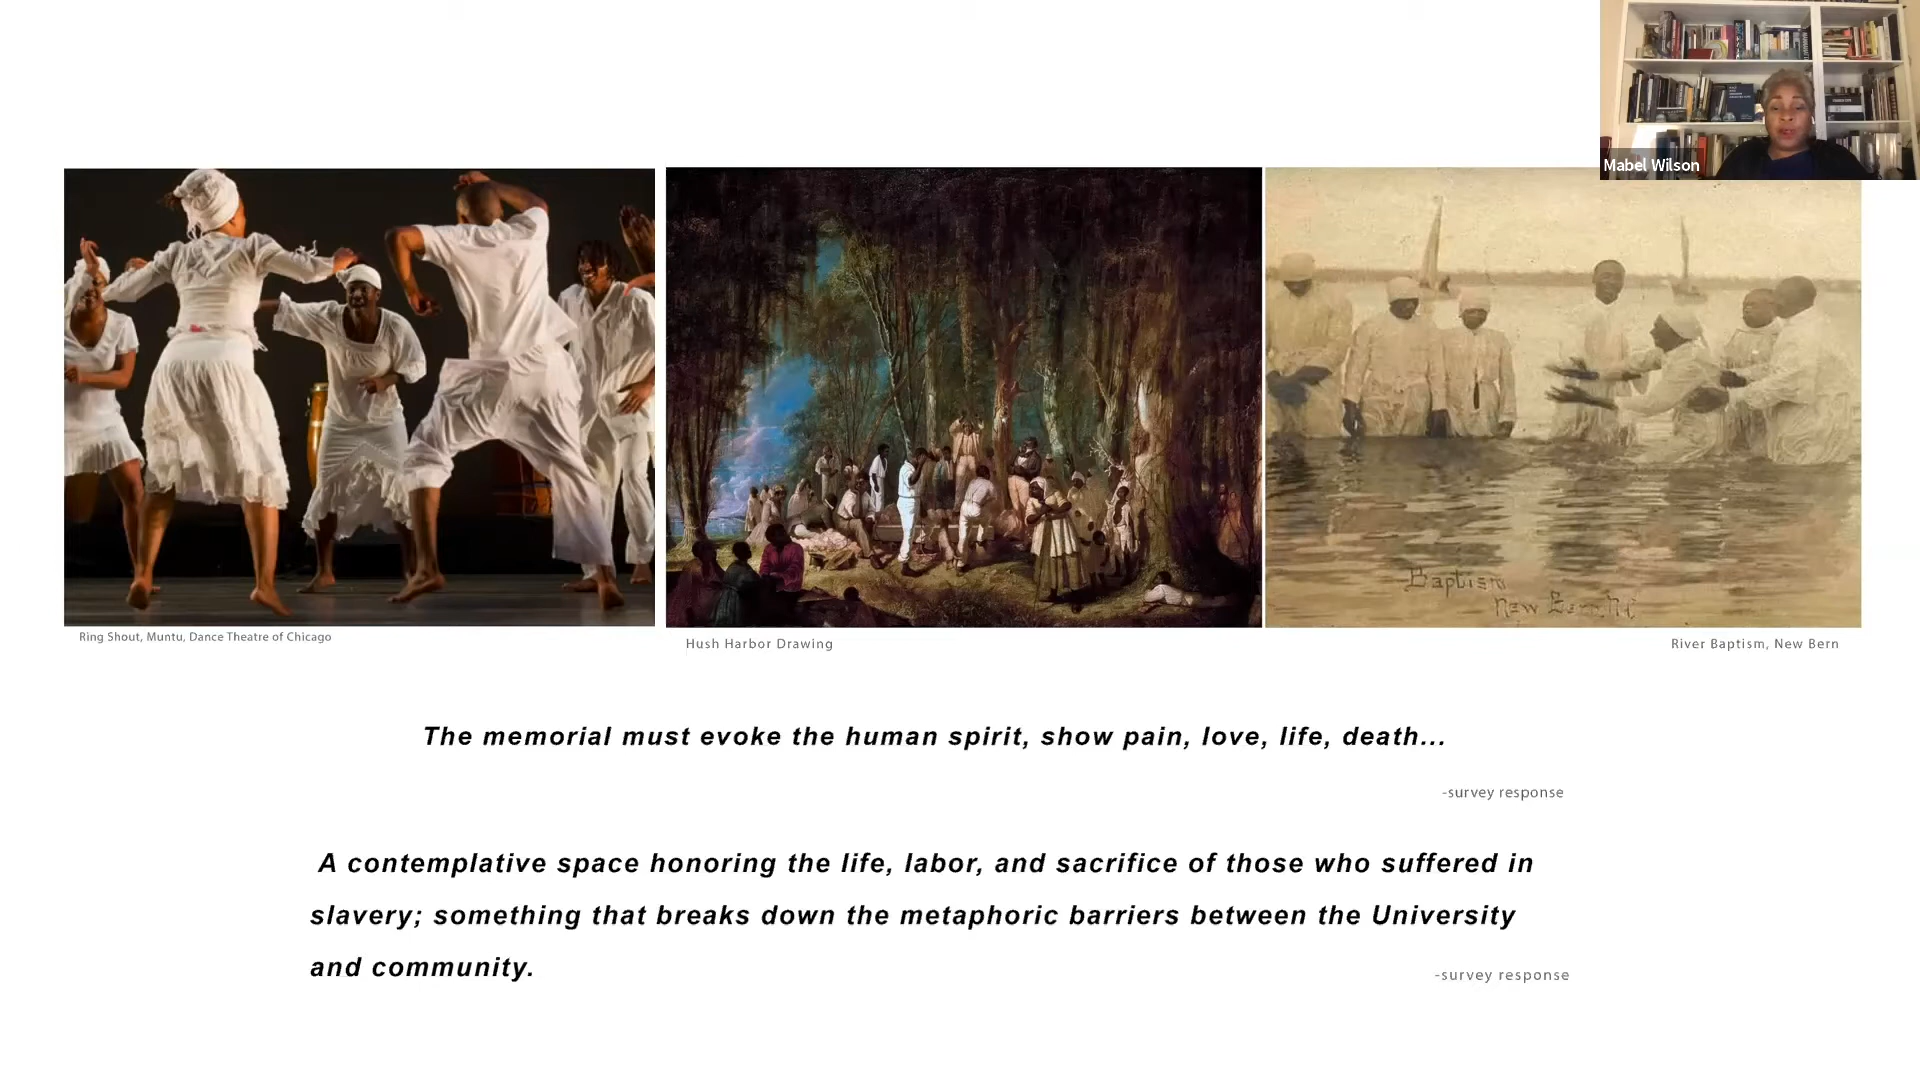 Mabel Wilson
Baptism
New Bern, N.C
Ring Shout, Muntu, Dance Theatre of Chicago
Hush Harbor Drawing
River Baptism, New Bern
The memorial must evoke the human spirit, show pain, love, life, death...
-survey response
A contemplative space honoring the life, labor, and sacrifice of those who suffered in
slavery; something that breaks down the metaphoric barriers between the University
and community.
-survey response